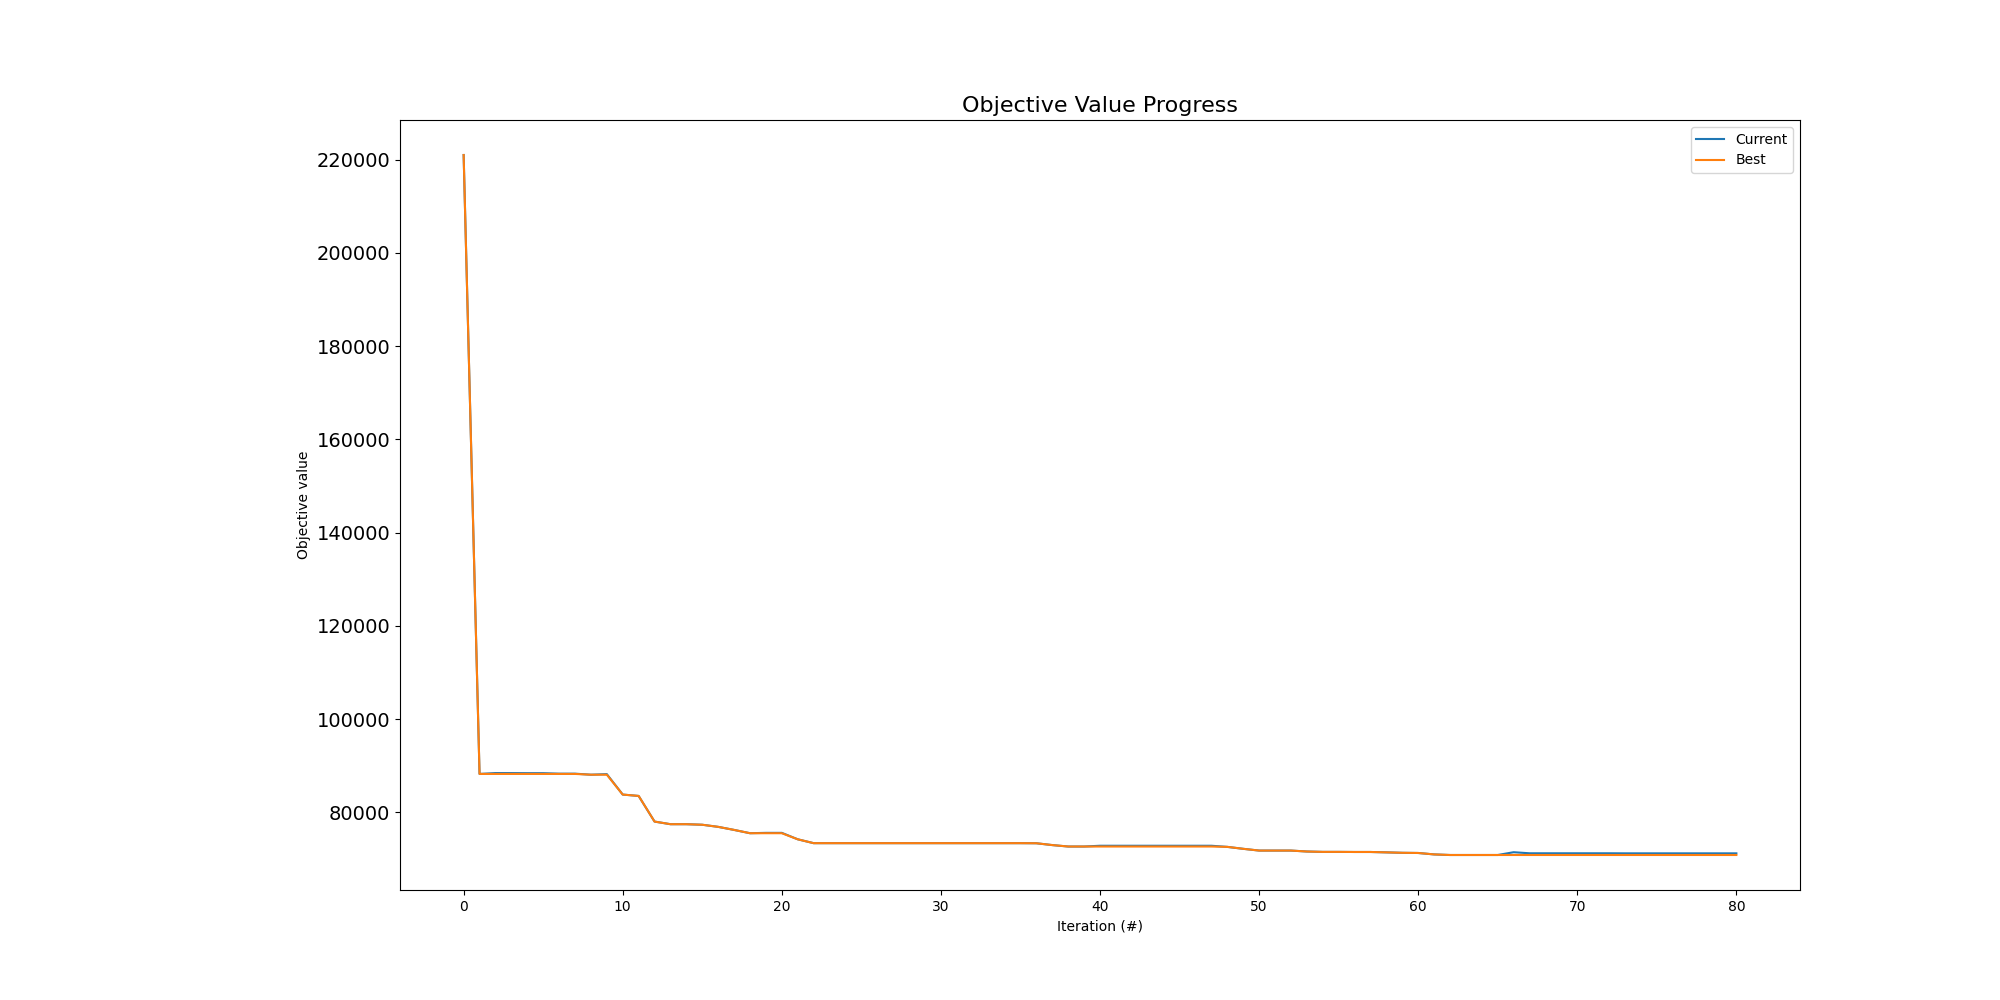 Objective Value Progress
Current
Best
220000
200000
180000
160000
140000
120000
100000
80000
Objective value
0 10 20 30 40 50 60 70 80
Iteration (#)